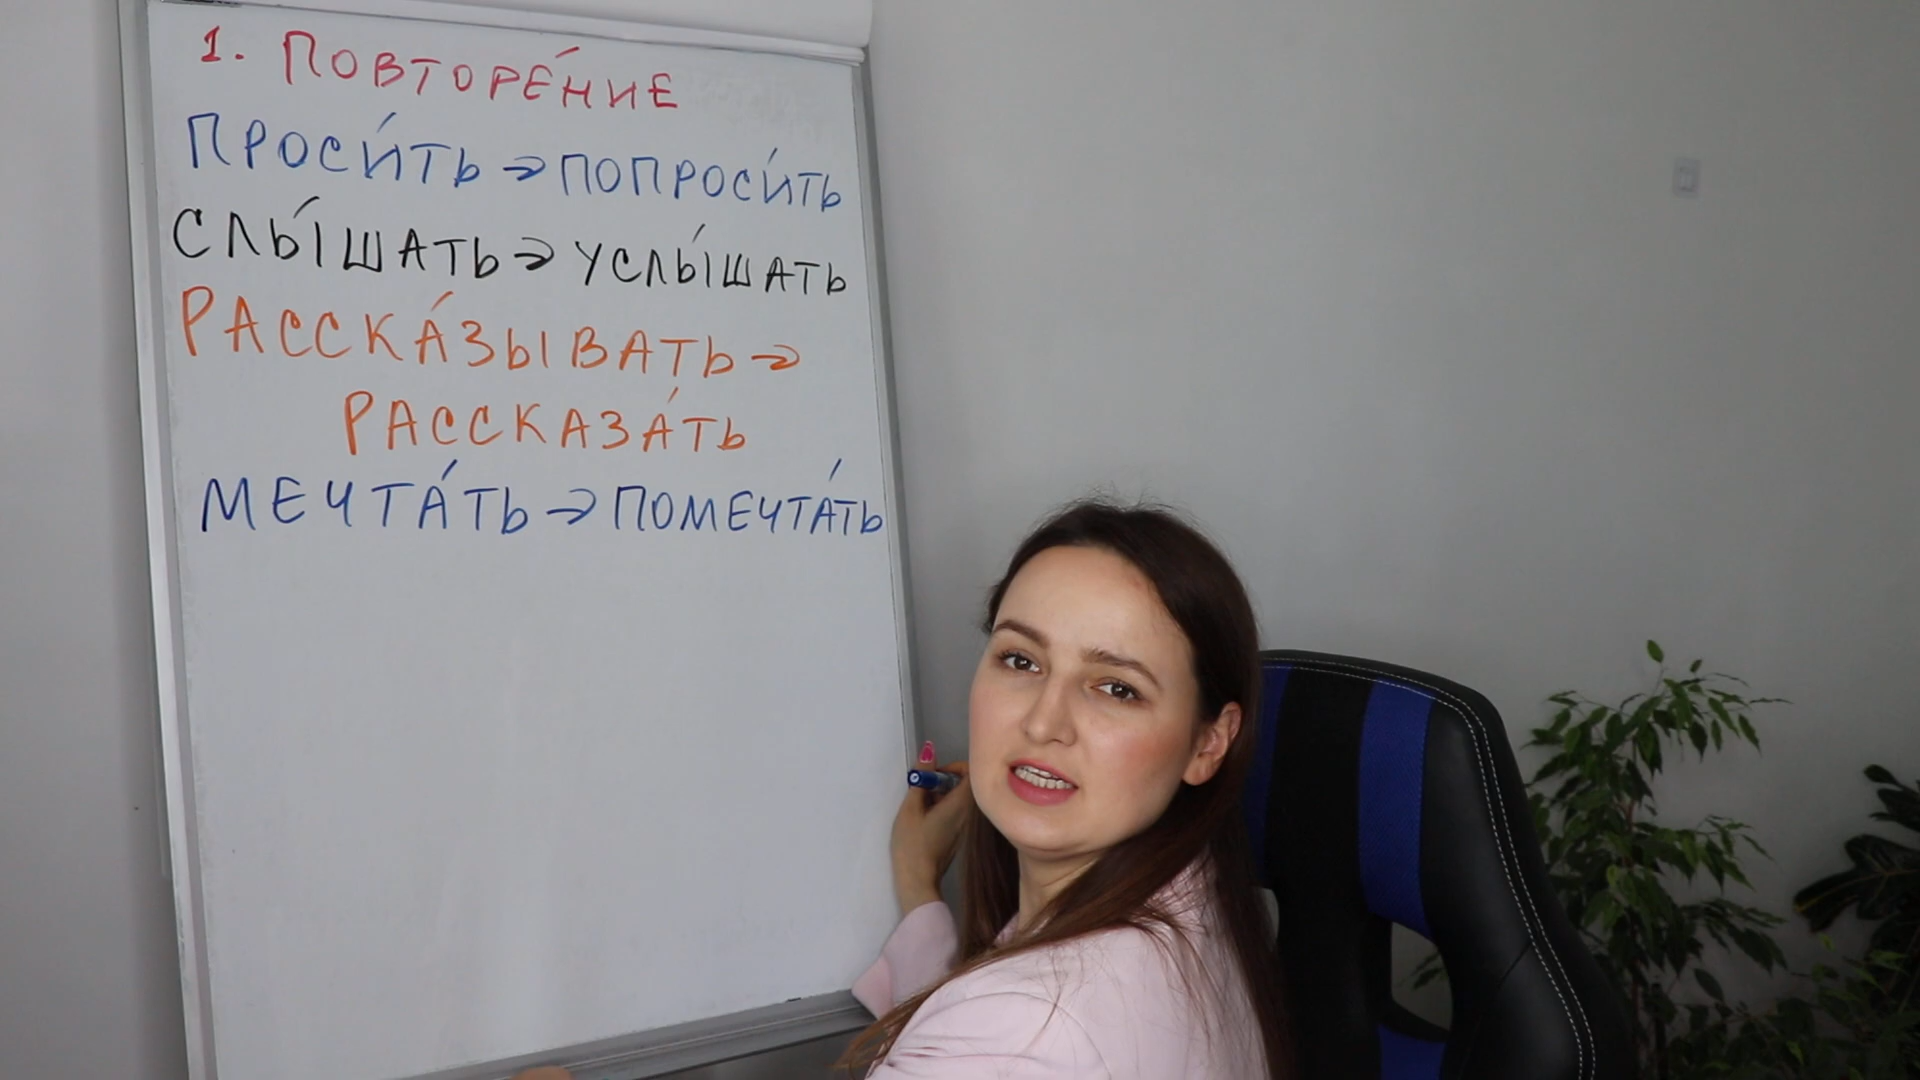 1. ПОВТОРЕ́НИЕ
ПРОСИ́ТЬ → ПОПРОСИ́ТЬ
СЛЫ́ШАТЬ → УСЛЫ́ШАТЬ
РАССКА́ЗЫВАТЬ →
РАССКАЗА́ТЬ
МЕЧТА́ТЬ → ПОМЕЧТА́ТЬ